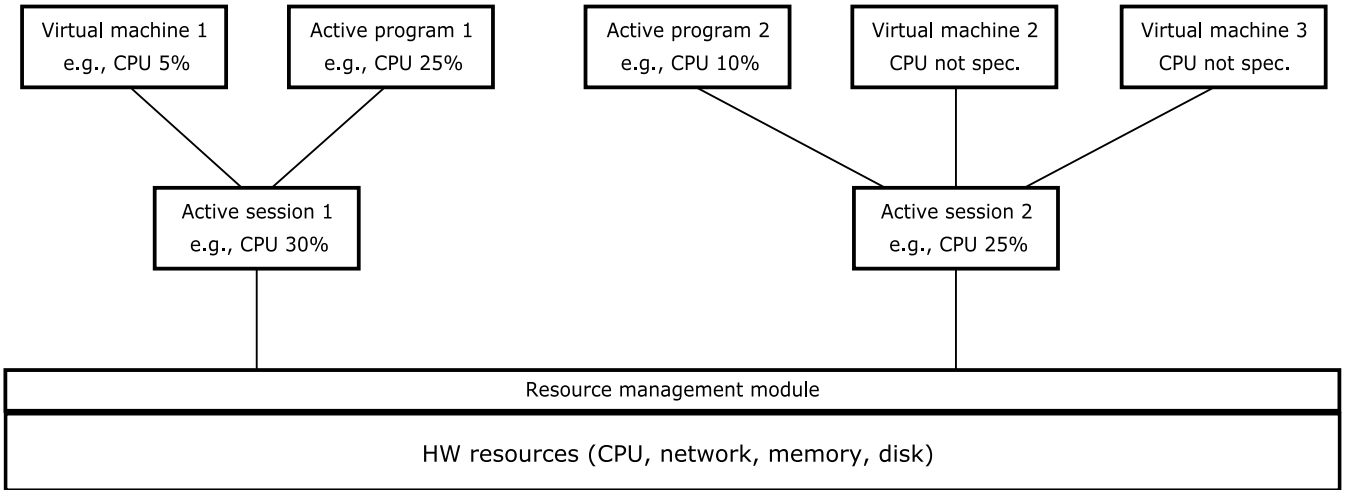 Virtual machine 1
e.g., CPU 5%
Active program 1
e.g., CPU 25%
Active program 2
e.g., CPU 10%
Virtual machine 2
CPU not spec.
Virtual machine 3
CPU not spec.
Active session 1
e.g., CPU 30%
Active session 2
e.g., CPU 25%
Resource management module
HW resources (CPU, network, memory, disk)